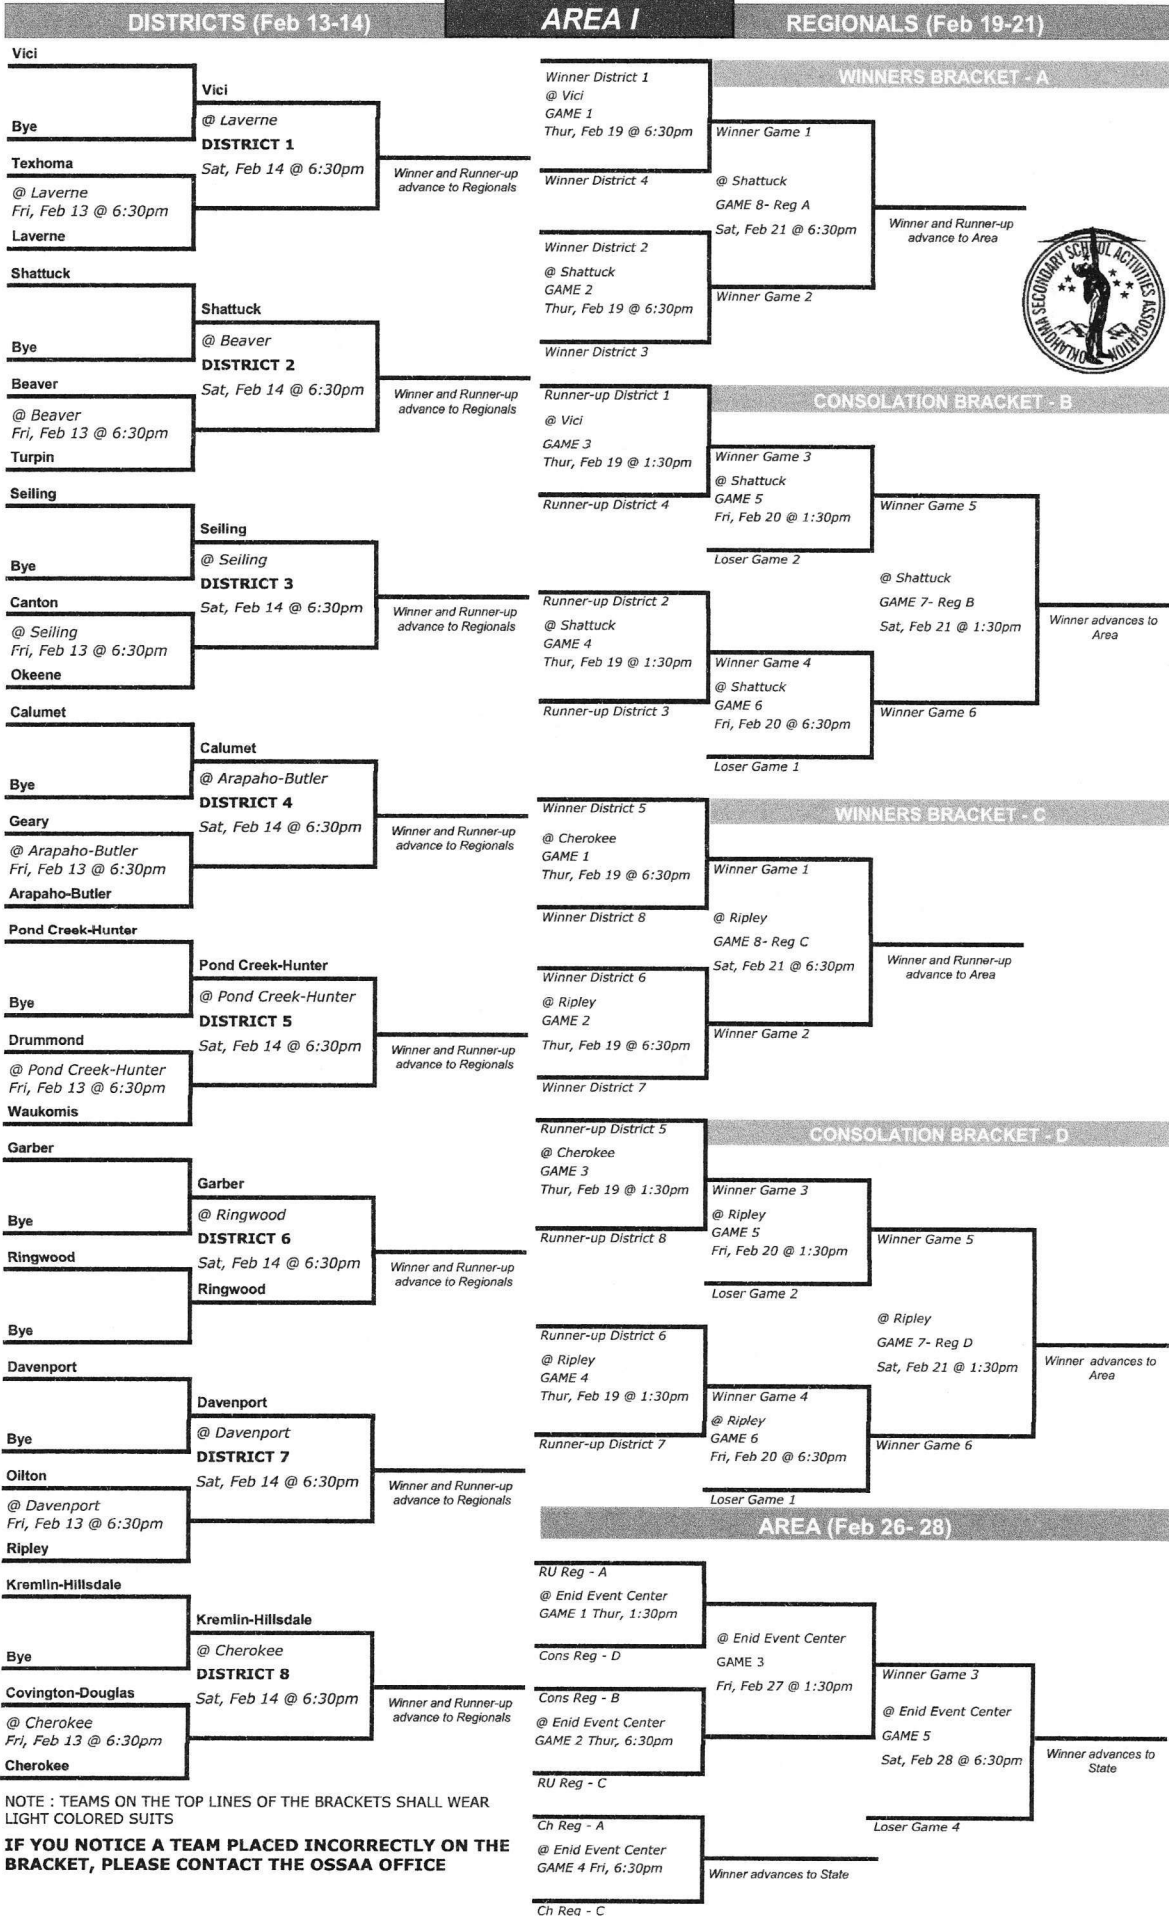 DISTRICTS (Feb 13-14)
AREA I
REGIONALS (Feb 19-21)
Vici
Bye
Vici
@ Laverne
DISTRICT 1
Sat, Feb 14 @ 6:30pm
Texhoma
@ Laverne
Fri, Feb 13 @ 6:30pm
Laverne
Winner and Runner-up
advance to Regionals
Shattuck
Bye
Shattuck
@ Beaver
DISTRICT 2
Sat, Feb 14 @ 6:30pm
Beaver
@ Beaver
Fri, Feb 13 @ 6:30pm
Turpin
Winner and Runner-up
advance to Regionals
Seiling
Bye
Seiling
@ Seiling
DISTRICT 3
Sat, Feb 14 @ 6:30pm
Canton
@ Seiling
Fri, Feb 13 @ 6:30pm
Okeene
Winner and Runner-up
advance to Regionals
Calumet
Bye
Calumet
@ Arapaho-Butler
DISTRICT 4
Sat, Feb 14 @ 6:30pm
Geary
@ Arapaho-Butler
Fri, Feb 13 @ 6:30pm
Arapaho-Butler
Winner and Runner-up
advance to Regionals
Pond Creek-Hunter
Bye
Pond Creek-Hunter
@ Pond Creek-Hunter
DISTRICT 5
Sat, Feb 14 @ 6:30pm
Drummond
@ Pond Creek-Hunter
Fri, Feb 13 @ 6:30pm
Waukomis
Winner and Runner-up
advance to Regionals
Garber
Bye
Garber
@ Ringwood
DISTRICT 6
Sat, Feb 14 @ 6:30pm
Ringwood
Ringwood
Bye
Winner and Runner-up
advance to Regionals
Davenport
Bye
Davenport
@ Davenport
DISTRICT 7
Sat, Feb 14 @ 6:30pm
Oilton
@ Davenport
Fri, Feb 13 @ 6:30pm
Ripley
Winner and Runner-up
advance to Regionals
Kremlin-Hillsdale
Bye
Kremlin-Hillsdale
@ Cherokee
DISTRICT 8
Sat, Feb 14 @ 6:30pm
Covington-Douglas
@ Cherokee
Fri, Feb 13 @ 6:30pm
Cherokee
Winner and Runner-up
advance to Regionals
NOTE : TEAMS ON THE TOP LINES OF THE BRACKETS SHALL WEAR
LIGHT COLORED SUITS
IF YOU NOTICE A TEAM PLACED INCORRECTLY ON THE
BRACKET, PLEASE CONTACT THE OSSAA OFFICE
WINNERS BRACKET - A
Winner District 1
@ Vici
GAME 1
Thur, Feb 19 @ 6:30pm
Winner District 4
Winner Game 1
@ Shattuck
GAME 8- Reg A
Sat, Feb 21 @ 6:30pm
Winner Game 2
Winner District 2
@ Shattuck
GAME 2
Thur, Feb 19 @ 6:30pm
Winner District 3
Winner and Runner-up
advance to Area
OKLAHOMA SECONDARY SCHOOL ACTIVITIES ASSOCIATION
CONSOLATION BRACKET - B
Runner-up District 1
@ Vici
GAME 3
Thur, Feb 19 @ 1:30pm
Runner-up District 4
Winner Game 3
@ Shattuck
GAME 5
Fri, Feb 20 @ 1:30pm
Loser Game 2
Winner Game 5
@ Shattuck
GAME 7- Reg B
Sat, Feb 21 @ 1:30pm
Winner Game 6
Winner advances to
Area
Runner-up District 2
@ Shattuck
GAME 4
Thur, Feb 19 @ 1:30pm
Runner-up District 3
Winner Game 4
@ Shattuck
GAME 6
Fri, Feb 20 @ 6:30pm
Loser Game 1
WINNERS BRACKET - C
Winner District 5
@ Cherokee
GAME 1
Thur, Feb 19 @ 6:30pm
Winner District 8
Winner Game 1
@ Ripley
GAME 8- Reg C
Sat, Feb 21 @ 6:30pm
Winner Game 2
Winner District 6
@ Ripley
GAME 2
Thur, Feb 19 @ 6:30pm
Winner District 7
Winner and Runner-up
advance to Area
CONSOLATION BRACKET - D
Runner-up District 5
@ Cherokee
GAME 3
Thur, Feb 19 @ 1:30pm
Runner-up District 8
Winner Game 3
@ Ripley
GAME 5
Fri, Feb 20 @ 1:30pm
Loser Game 2
Winner Game 5
@ Ripley
GAME 7- Reg D
Sat, Feb 21 @ 1:30pm
Winner Game 6
Winner advances to
Area
Runner-up District 6
@ Ripley
GAME 4
Thur, Feb 19 @ 1:30pm
Runner-up District 7
Winner Game 4
@ Ripley
GAME 6
Fri, Feb 20 @ 6:30pm
Loser Game 1
AREA (Feb 26- 28)
RU Reg - A
@ Enid Event Center
GAME 1 Thur, 1:30pm
Cons Reg - D
@ Enid Event Center
GAME 3
Fri, Feb 27 @ 1:30pm
Cons Reg - B
@ Enid Event Center
GAME 2 Thur, 6:30pm
RU Reg - C
Winner Game 3
@ Enid Event Center
GAME 5
Sat, Feb 28 @ 6:30pm
Loser Game 4
Winner advances to
State
Ch Reg - A
@ Enid Event Center
GAME 4 Fri, 6:30pm
Ch Reg - C
Winner advances to State